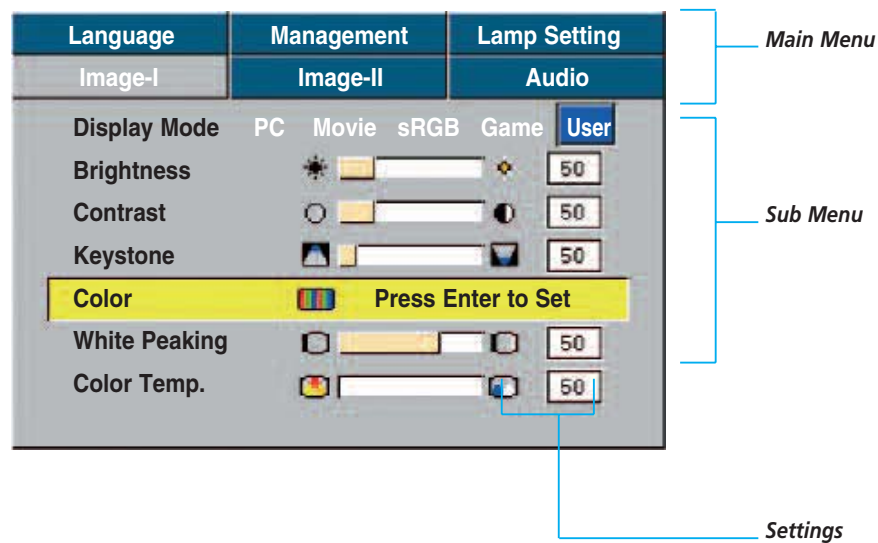 Language Management Lamp Setting
Main Menu
Image-I Image-II Audio
Display Mode PC Movie sRGB Game User
Brightness 50
Contrast 50
Sub Menu
Keystone 50
Color Press Enter to Set
White Peaking 50
Color Temp. 50
Settings